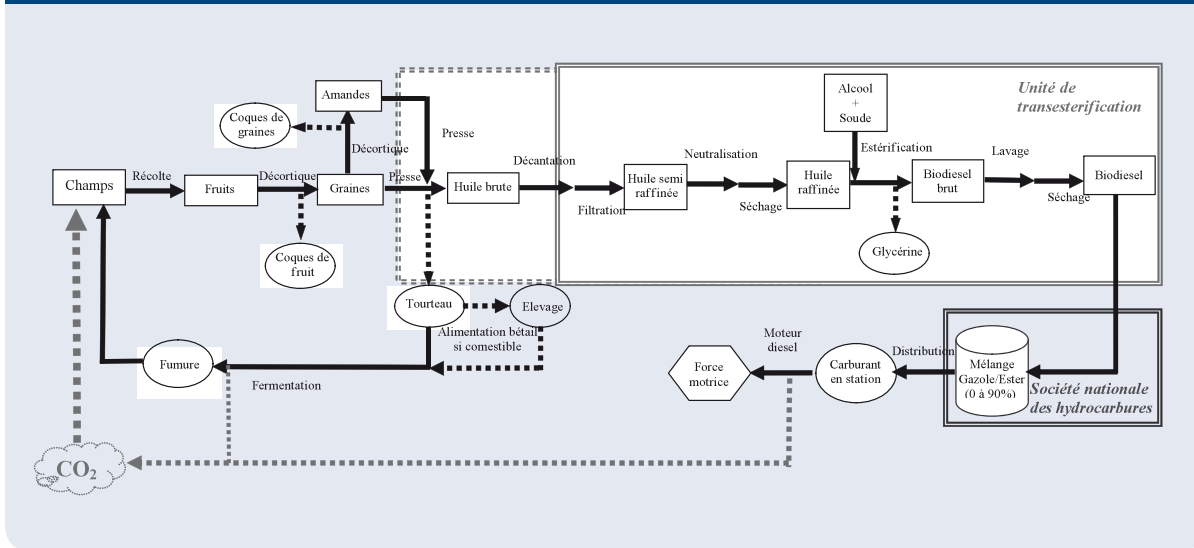 Unité de
transesterification
Alcool
+
Soude
Amandes
Coques de
graines
Presse
Décortique
Estérification
Décantation
Neutralisation
Lavage
Champs
Récolte
Fruits
Décortique
Graines
Presse
Huile brute
Filtration
Huile semi
raffinée
Séchage
Huile
raffinée
Biodiesel
brut
Séchage
Biodiesel
Coques de
fruit
Glycérine
Tourteau
Elevage
Alimentation bétail
si comestible
Fumure
Fermentation
Force
motrice
Moteur
diesel
Carburant
en station
Distribution
Mélange
Gazole/Ester
(0 à 90%)
Société nationale
des hydrocarbures
CO₂